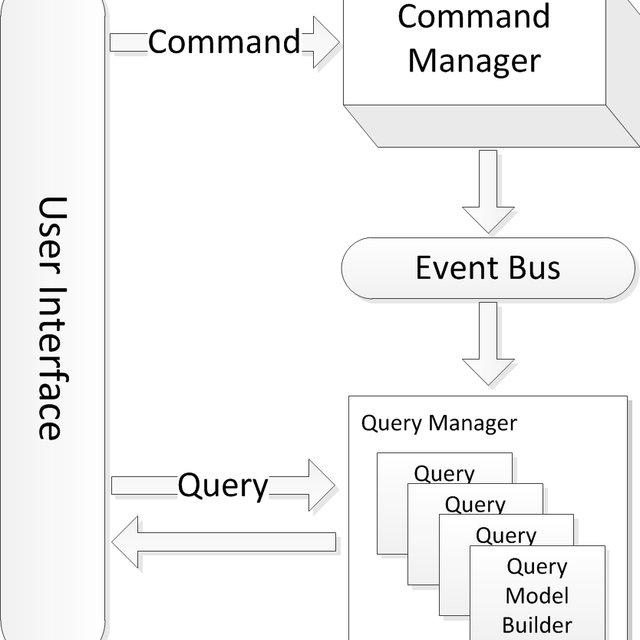 Command
Command
Manager
User Interface
Event Bus
Query Manager
Query
Query
Query
Query
Query
Model
Builder